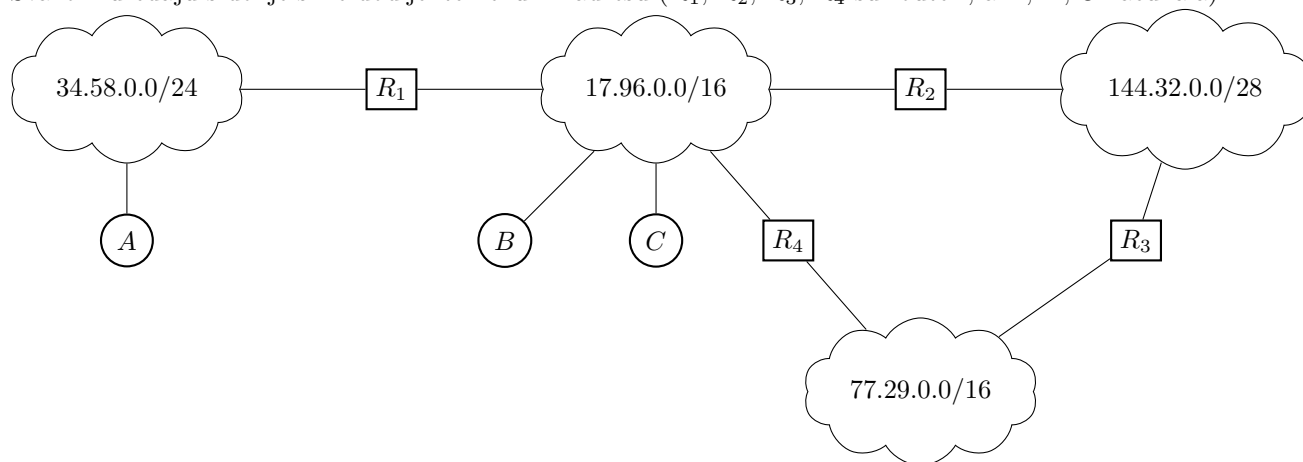 34.58.0.0/24
R₁
17.96.0.0/16
R₂
144.32.0.0/28
A
B
C
R₄
R₃
77.29.0.0/16